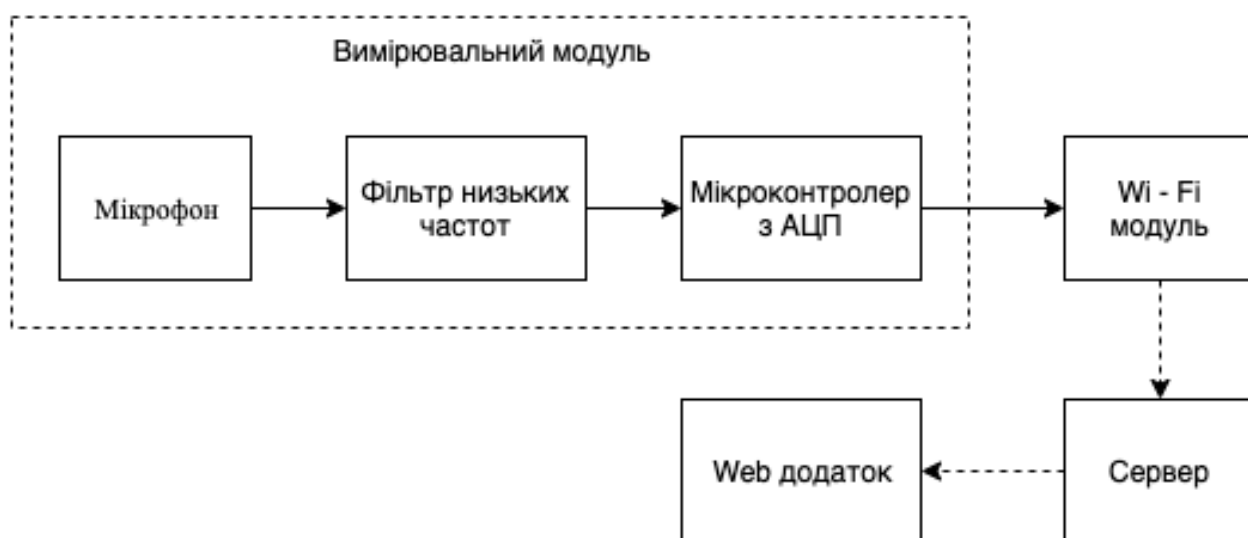 Вимірювальний модуль
Мікрофон
Фільтр низьких
частот
Мікроконтролер
з АЦП
Wi - Fi
модуль
Web додаток
Сервер